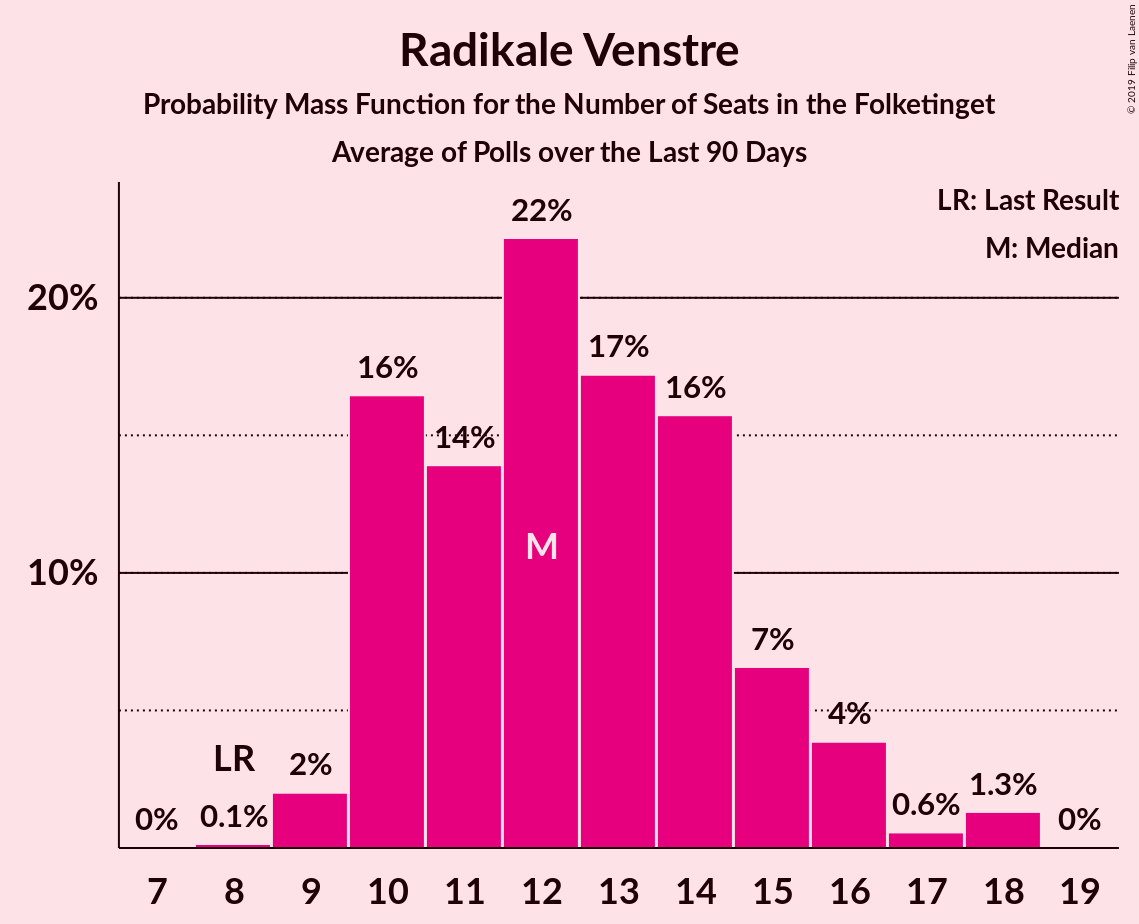 Radikale Venstre
Probability Mass Function for the Number of Seats in the Folketinget
Average of Polls over the Last 90 Days
© 2019 Filip van Laenen
LR: Last Result
M: Median
20%
10%
0%
0.1%
LR
2%
16%
14%
22%
M
17%
16%
7%
4%
0.6%
1.3%
0%
7 8 9 10 11 12 13 14 15 16 17 18 19